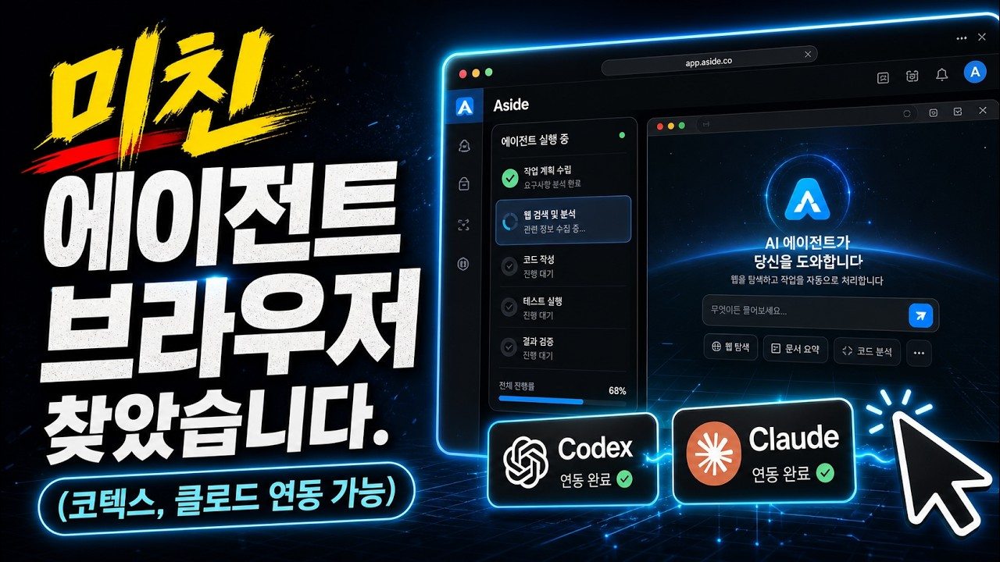 미친
에이전트
브라우저
찾았습니다.
(코텍스, 클로드 연동 가능)
app.aside.co
A
Aside
에이전트 실행 중
작업 계획 수립
요구사항 분석 완료
웹 검색 및 분석
관련 정보 수집 중...
코드 작성
진행 대기
테스트 실행
진행 대기
결과 검증
진행 대기
전체 진행률
68%
AI 에이전트가
당신을 도와합니다
웹을 탐색하고 작업을 자동으로 처리합니다
무엇이든 물어보세요...
웹 탐색
문서 요약
코드 분석
Codex
연동 완료
Claude
연동 완료